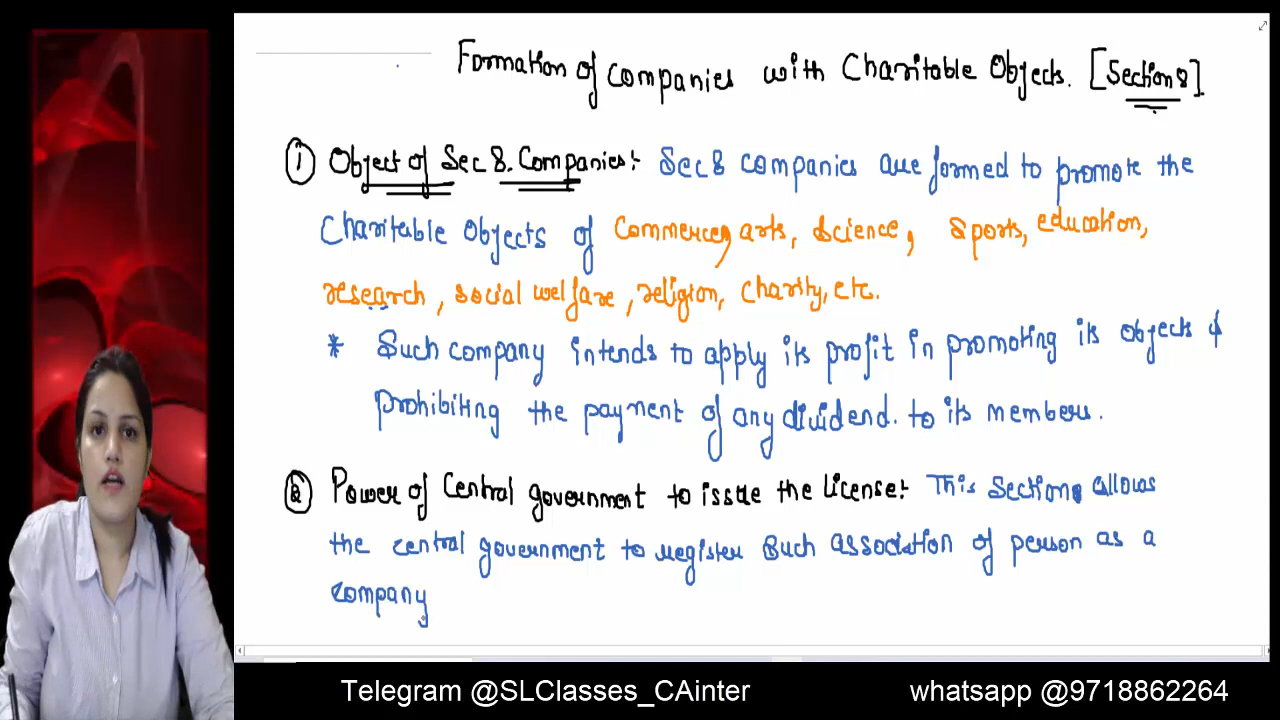 Formation of companies with Charitable Objects. [Section 8]
① Object of Sec 8. Companies: Sec 8 companies are formed to promote the
Charitable Objects of Commerce, arts, Science, Sports, education,
research, social welfare, religion, charity, etc.
* Such company intends to apply its profit in promoting its objects &
prohibiting the payment of any dividend. to its members.
② Power of Central government to issue the License: This Section allows
the central government to register such association of person as a
company
Telegram @SLClasses_CAinter whatsapp @9718862264